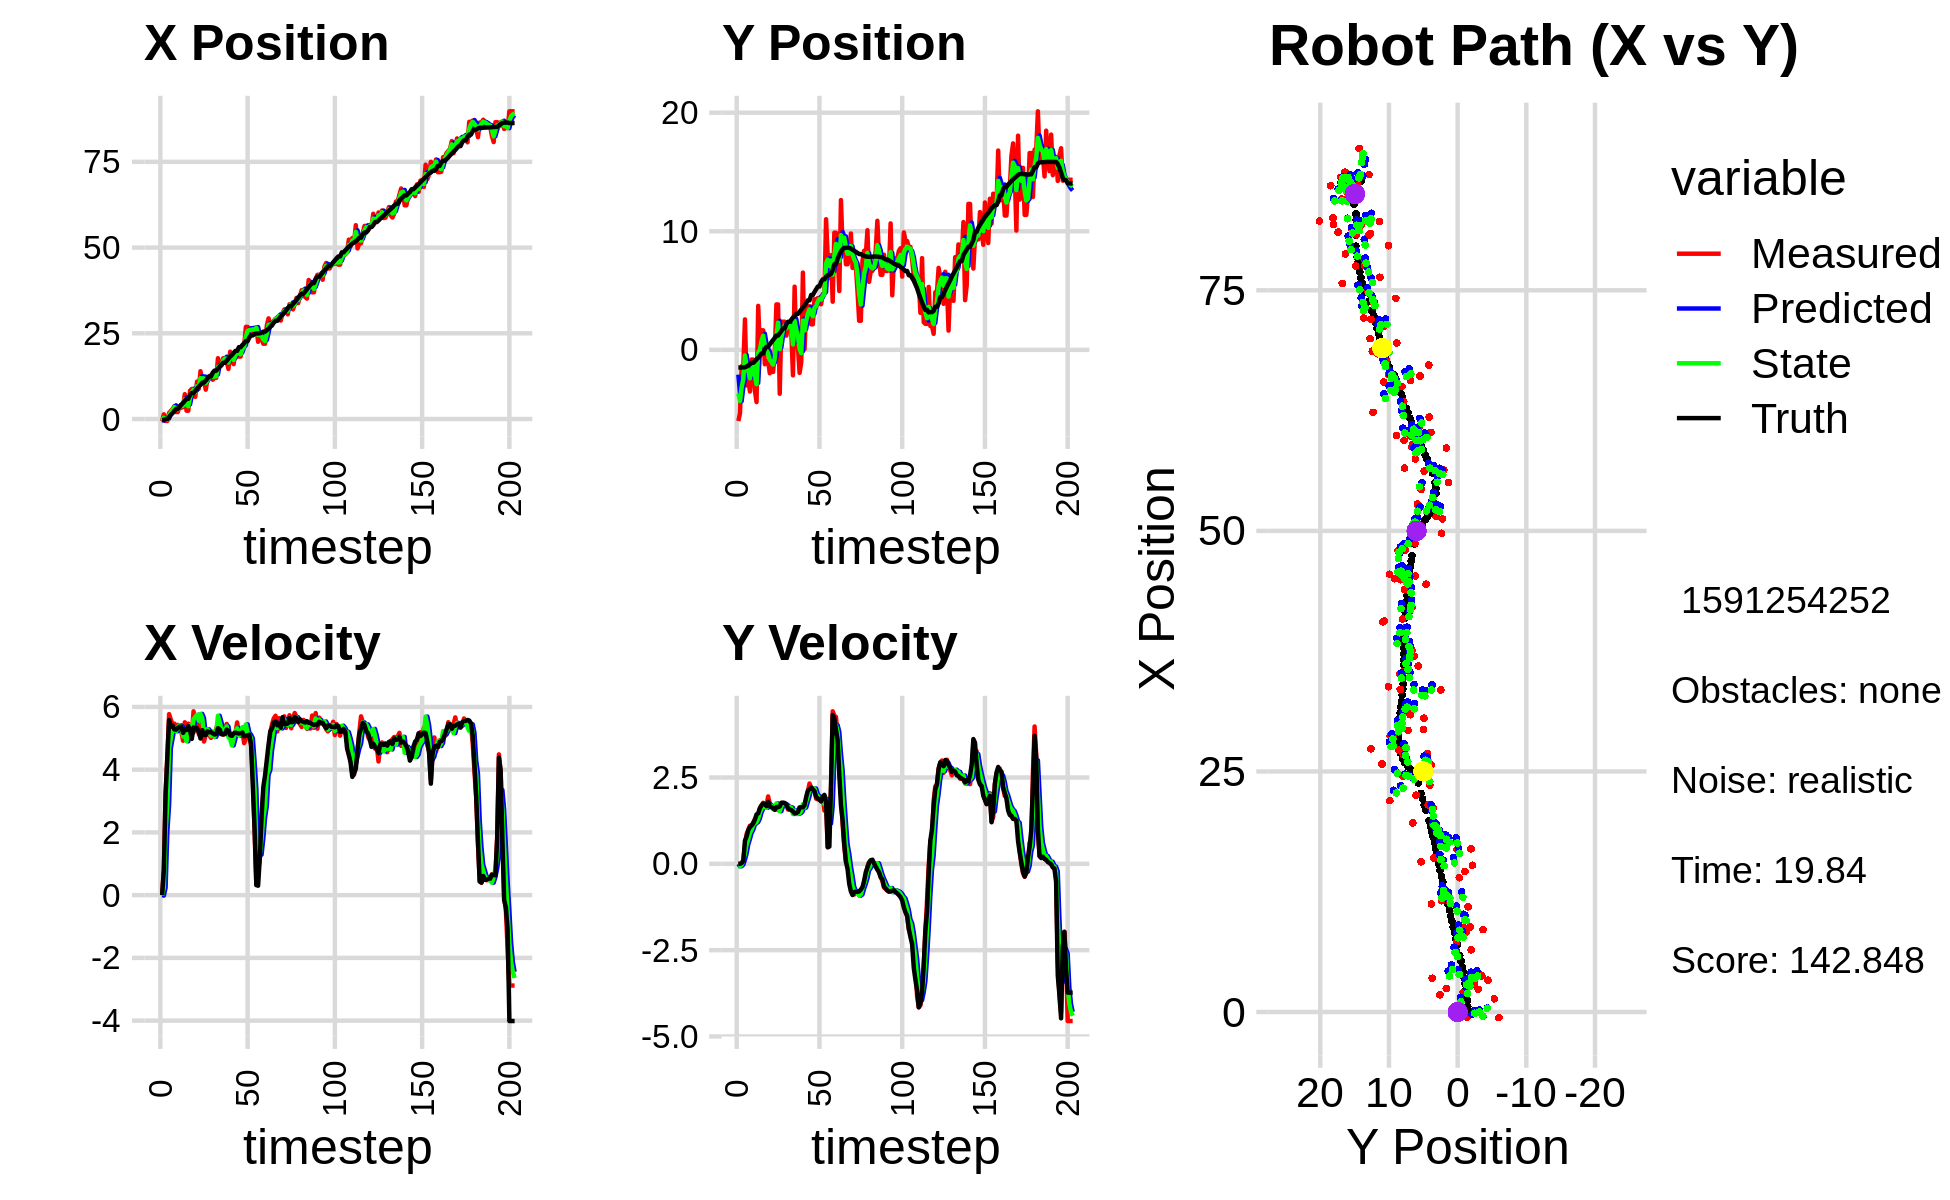 X Position
75
50
25
0
0
50
100
150
200
timestep
Y Position
20
10
0
0
50
100
150
200
timestep
X Velocity
6
4
2
0
-2
-4
0
50
100
150
200
timestep
Y Velocity
2.5
0.0
-2.5
-5.0
0
50
100
150
200
timestep
Robot Path (X vs Y)
X Position
75
50
25
0
20 10 0 -10 -20
Y Position
variable
Measured
Predicted
State
Truth
1591254252
Obstacles: none
Noise: realistic
Time: 19.84
Score: 142.848